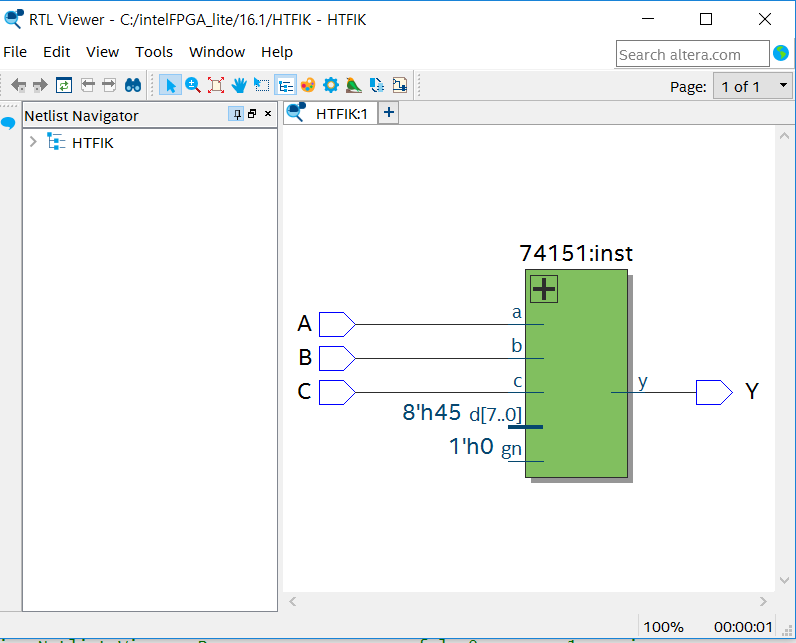 RTL Viewer - C:/intelFPGA_lite/16.1/HTFIK - HTFIK
File Edit View Tools Window Help
Search altera.com
Page: 1 of 1
Netlist Navigator
HTFIK:1
HTFIK
74151:inst
A
a
B
b
C
c
y
Y
8'h45 d[7..0]
1'h0 gn
100% 00:00:01